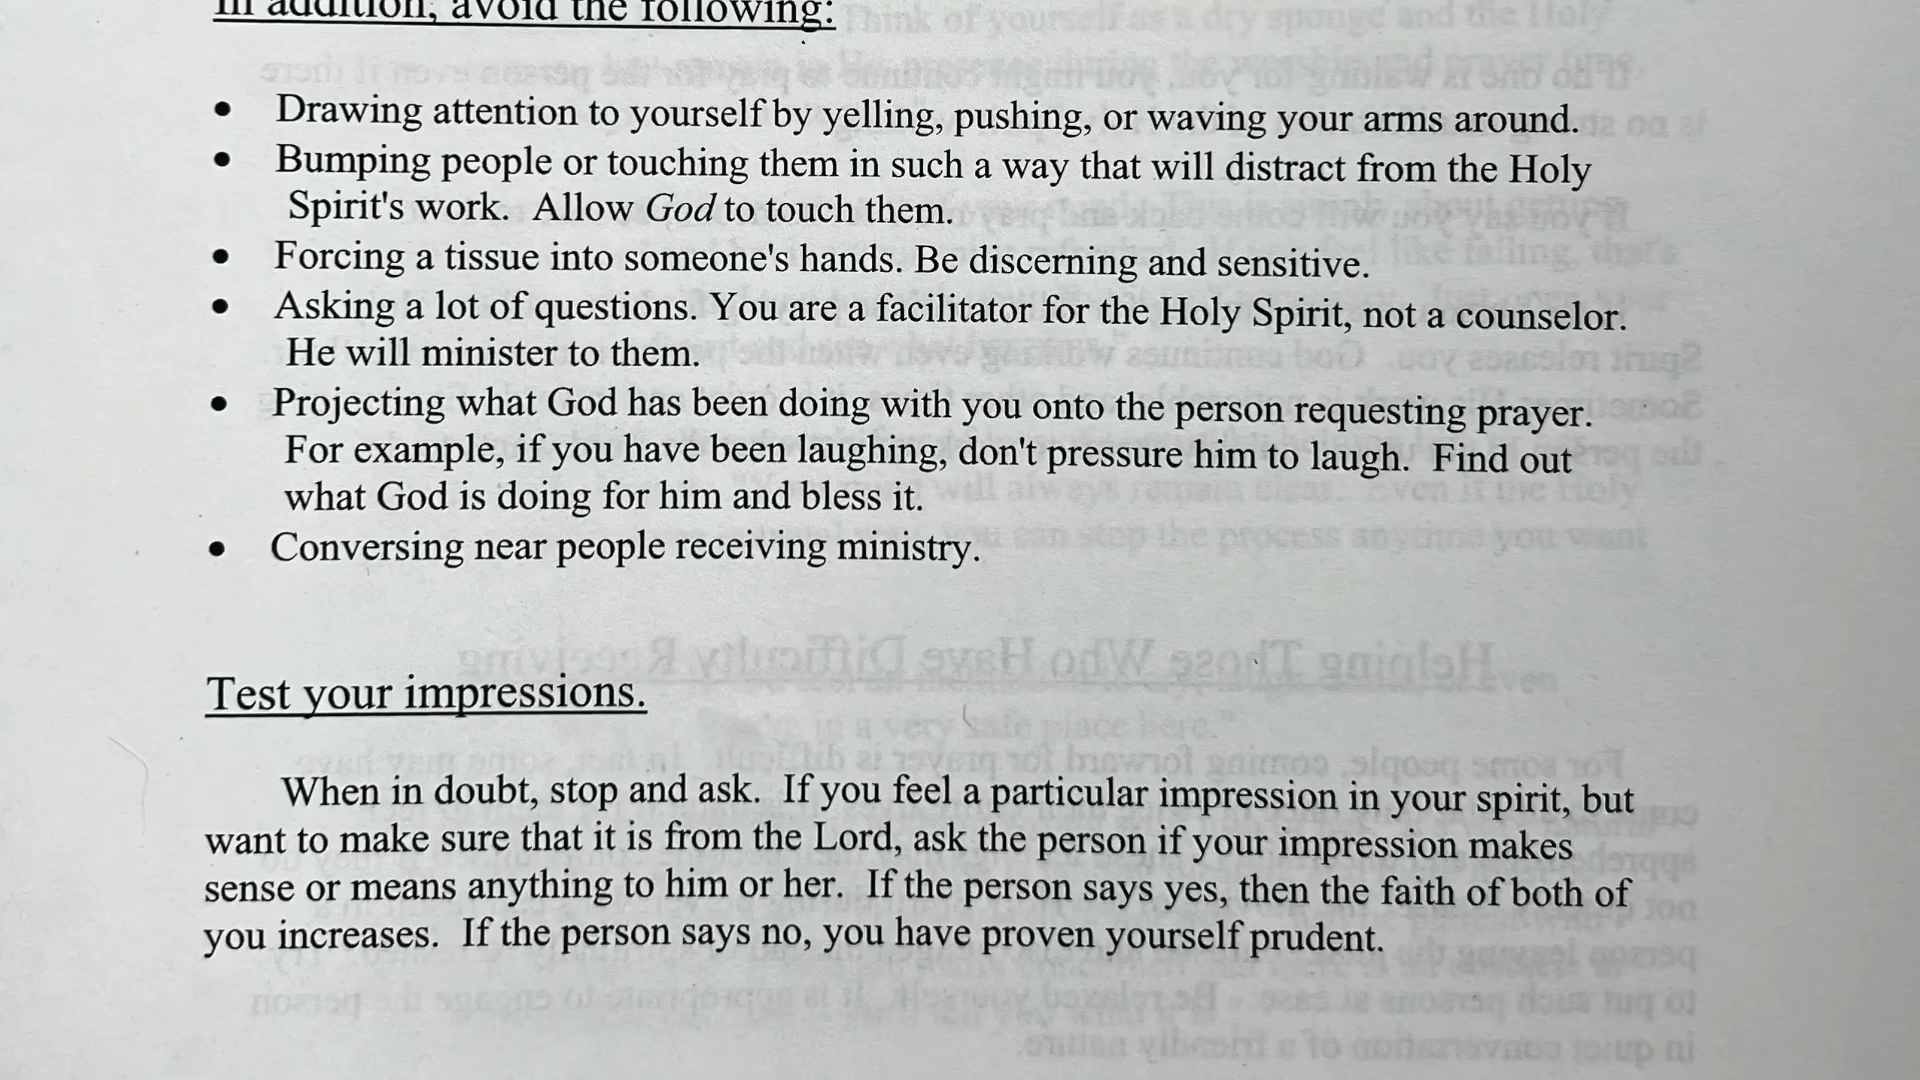 In addition, avoid the following:
• Drawing attention to yourself by yelling, pushing, or waving your arms around.
• Bumping people or touching them in such a way that will distract from the Holy
Spirit's work. Allow God to touch them.
• Forcing a tissue into someone's hands. Be discerning and sensitive.
• Asking a lot of questions. You are a facilitator for the Holy Spirit, not a counselor.
He will minister to them.
• Projecting what God has been doing with you onto the person requesting prayer.
For example, if you have been laughing, don't pressure him to laugh. Find out
what God is doing for him and bless it.
• Conversing near people receiving ministry.
Test your impressions.
When in doubt, stop and ask. If you feel a particular impression in your spirit, but
want to make sure that it is from the Lord, ask the person if your impression makes
sense or means anything to him or her. If the person says yes, then the faith of both of
you increases. If the person says no, you have proven yourself prudent.